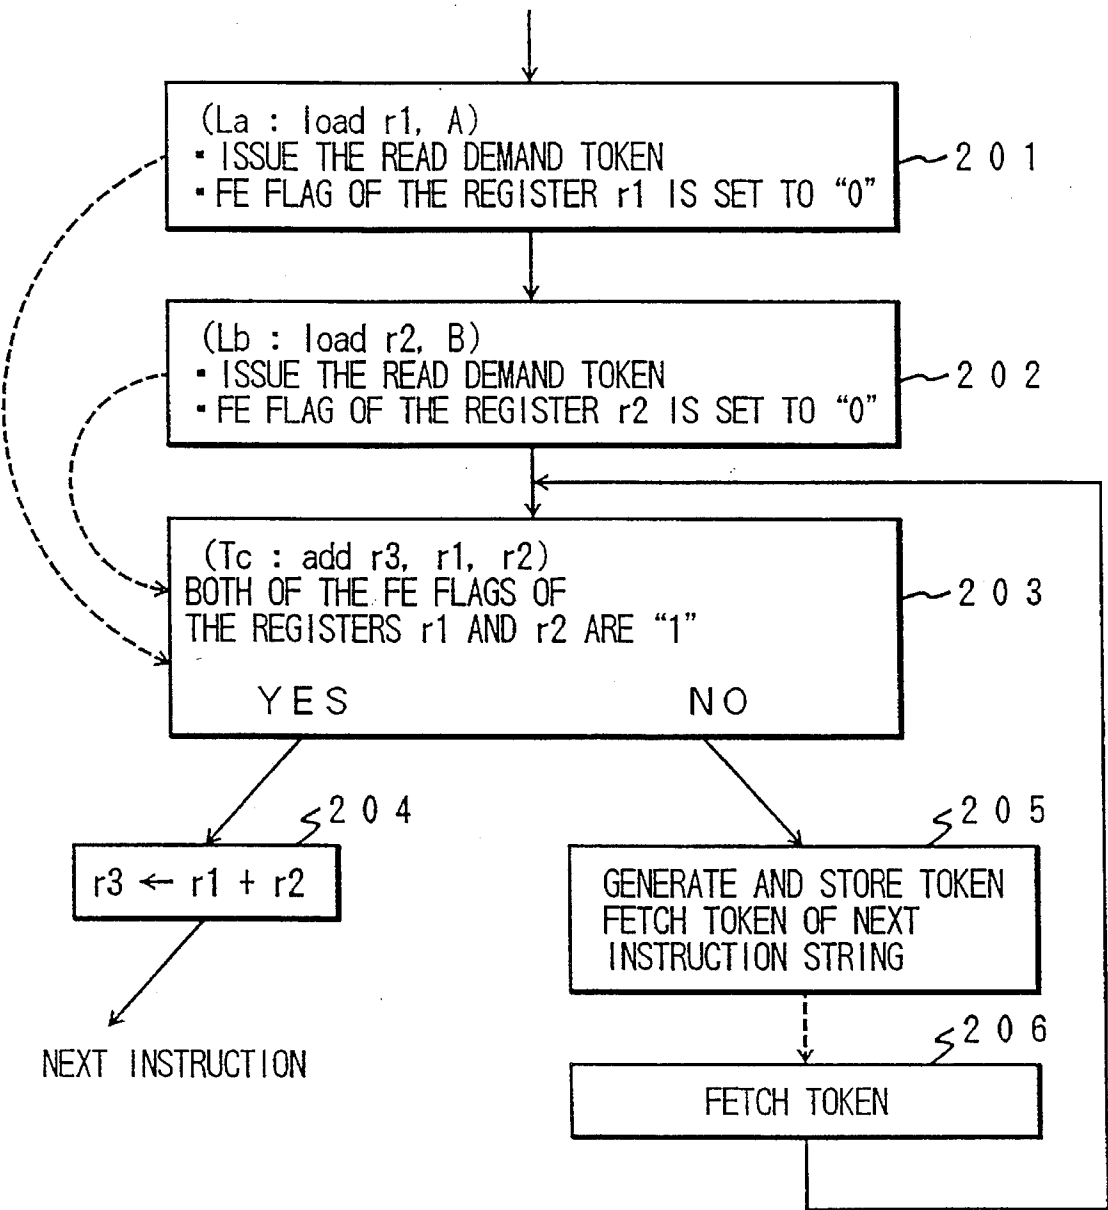 (La : load r1, A)
▪ ISSUE THE READ DEMAND TOKEN
▪ FE FLAG OF THE REGISTER r1 IS SET TO “0”
201
(Lb : load r2, B)
▪ ISSUE THE READ DEMAND TOKEN
▪ FE FLAG OF THE REGISTER r2 IS SET TO “0”
202
(Tc : add r3, r1, r2)
BOTH OF THE FE FLAGS OF
THE REGISTERS r1 AND r2 ARE “1”
203
YES
NO
204
r3 ← r1 + r2
NEXT INSTRUCTION
205
GENERATE AND STORE TOKEN
FETCH TOKEN OF NEXT
INSTRUCTION STRING
206
FETCH TOKEN